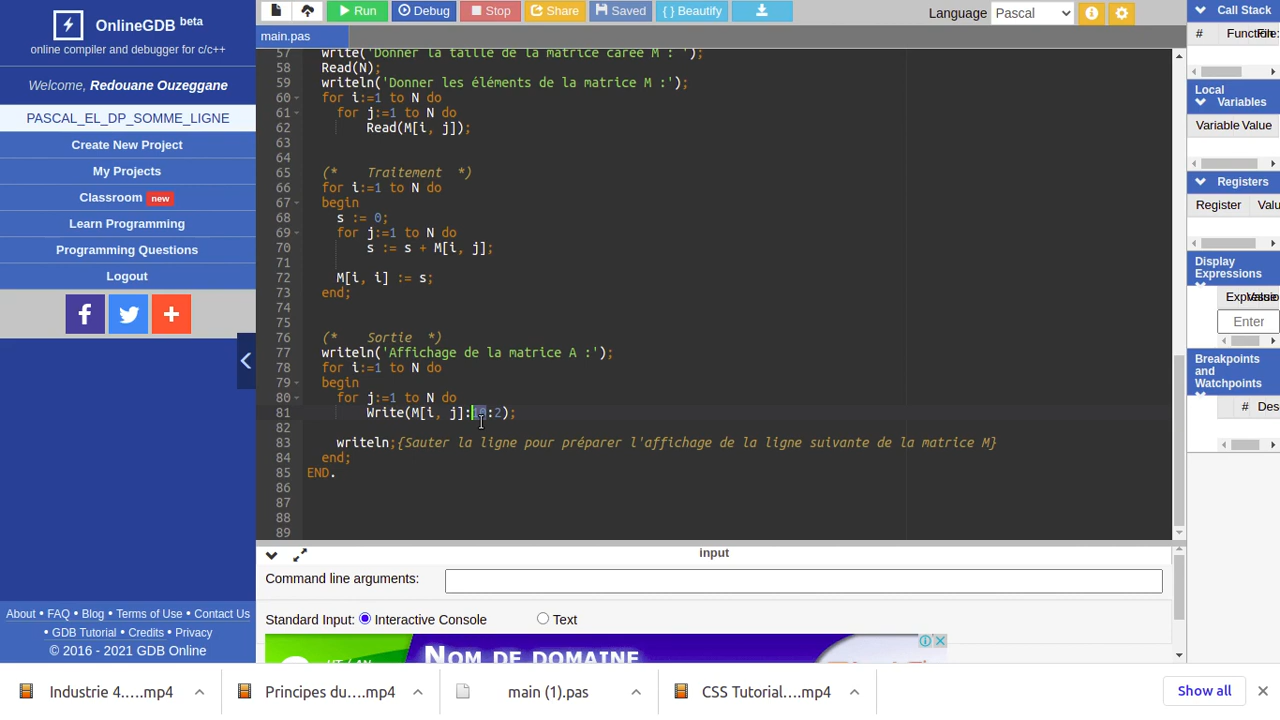 OnlineGDB beta
online compiler and debugger for c/c++
Welcome, Redouane Ouzeggane
PASCAL_EL_DP_SOMME_LIGNE
Create New Project
My Projects
Classroom new
Learn Programming
Programming Questions
Logout
About • FAQ • Blog • Terms of Use • Contact Us
• GDB Tutorial • Credits • Privacy
© 2016 - 2021 GDB Online
Run Debug Stop Share Saved { } Beautify
Language Pascal
main.pas
57 write('Donner la taille de la matrice carée M : ');
58 Read(N);
59 writeln('Donner les éléments de la matrice M :');
60 for i:=1 to N do
61 for j:=1 to N do
62 Read(M[i, j]);
63
64
65 (* Traitement *)
66 for i:=1 to N do
67 begin
68 s := 0;
69 for j:=1 to N do
70 s := s + M[i, j];
71
72 M[i, i] := s;
73 end;
74
75
76 (* Sortie *)
77 writeln('Affichage de la matrice A :');
78 for i:=1 to N do
79 begin
80 for j:=1 to N do
81 Write(M[i, j]:10:2);
82
83 writeln;{Sauter la ligne pour préparer l'affichage de la ligne suivante de la matrice M}
84 end;
85 END.
86
87
88
89
input
Command line arguments:
Standard Input: Interactive Console Text
NOM DE DOMAINE
Call Stack
# Function
Local
Variables
Variable Value
Registers
Register Valu
Display
Expressions
Value
Enter
Breakpoints
and
Watchpoints
# Des
Industrie 4.....mp4
Principes du....mp4
main (1).pas
CSS Tutorial....mp4
Show all